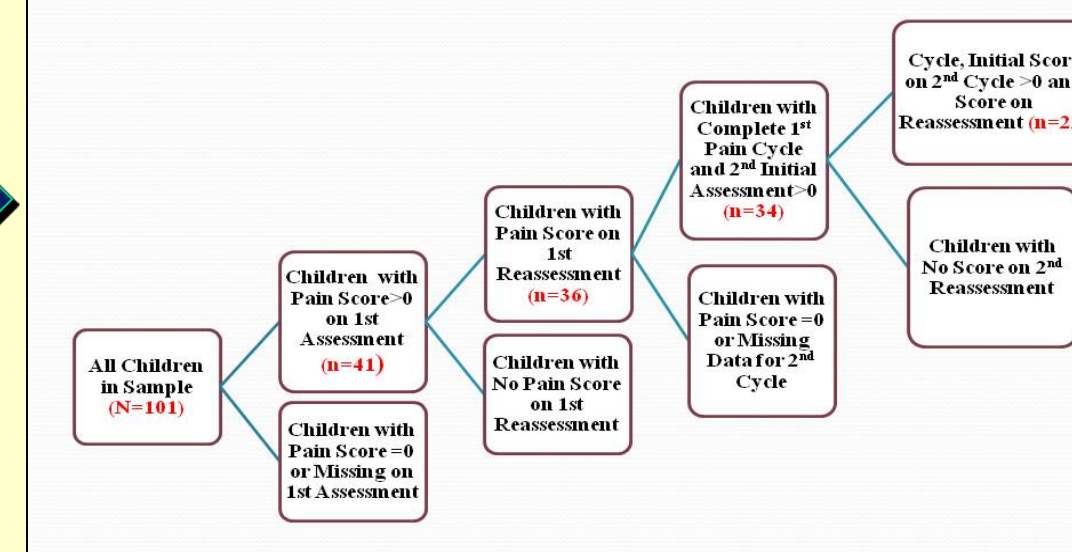 All Children
in Sample
(N=101)
Children with
Pain Score>0
on 1st
Assessment
(n=41)
Children with
Pain Score=0
or Missing on
1st Assessment
Children with
Pain Score on
1st
Reassessment
(n=36)
Children with
No Pain Score
on 1st
Reassessment
Children with
Complete 1st
Pain Cycle
and 2nd Initial
Assessment>0
(n=34)
Children with
Pain Score=0
or Missing
Data for 2nd
Cycle
Cycle, Initial
on 2nd Cycle >0
Score on
Reassessment
Children with
No Score on 2nd
Reassessment